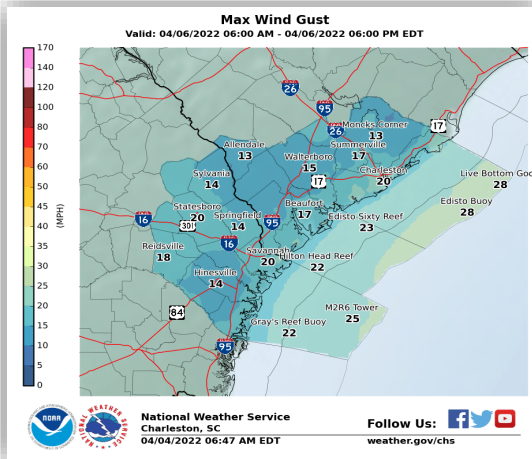 Max Wind Gust
Valid: 04/06/2022 06:00 AM - 04/06/2022 06:00 PM EDT
170
140
120
100
80
70
60
50
45
40
35
30
25
20
15
10
5
0
(MPH)
26
95
26
Moncks Corner
13
17
Allendale
13
Summerville
17
Walterboro
15
Charleston
20
Sylvania
14
17
Live Bottom Goo
28
Statesboro
20
301
Springfield
14
95
Beaufort
17
Edisto Buoy
28
Edisto Sixty Reef
23
16
16
Reidsville
18
Savannah
20
Hilton Head Reef
22
Hinesville
14
84
M2R6 Tower
25
Gray's Reef Buoy
22
95
NOAA
NATIONAL WEATHER SERVICE
National Weather Service
Charleston, SC
04/04/2022 06:47 AM EDT
Follow Us:
weather.gov/chs